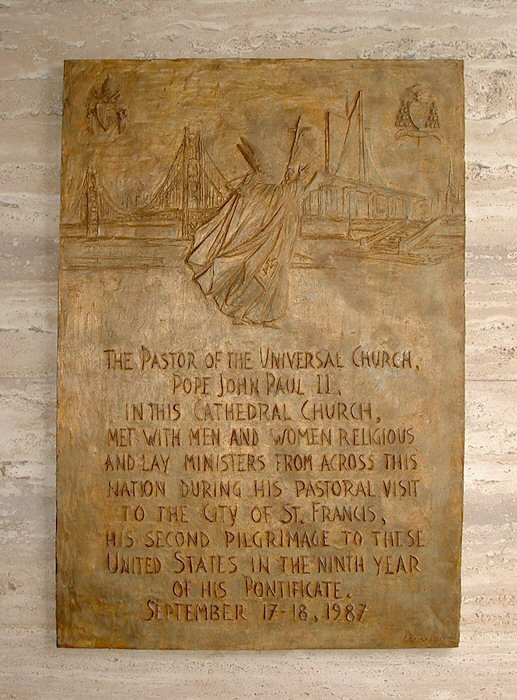 THE PASTOR OF THE UNIVERSAL CHURCH,
POPE JOHN PAUL II,
IN THIS CATHEDRAL CHURCH,
MET WITH MEN AND WOMEN RELIGIOUS
AND LAY MINISTERS FROM ACROSS THIS
NATION DURING HIS PASTORAL VISIT
TO THE CITY OF ST. FRANCIS,
HIS SECOND PILGRIMAGE TO THESE
UNITED STATES IN THE NINTH YEAR
OF HIS PONTIFICATE.
SEPTEMBER 17-18, 1987